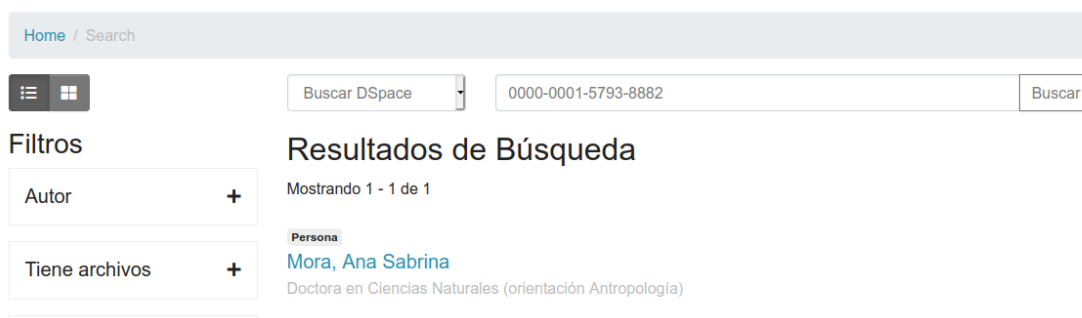 Home / Search
Buscar DSpace
0000-0001-5793-8882
Buscar
Filtros
Autor
Tiene archivos
Resultados de Búsqueda
Mostrando 1 - 1 de 1
Persona
Mora, Ana Sabrina
Doctora en Ciencias Naturales (orientación Antropología)